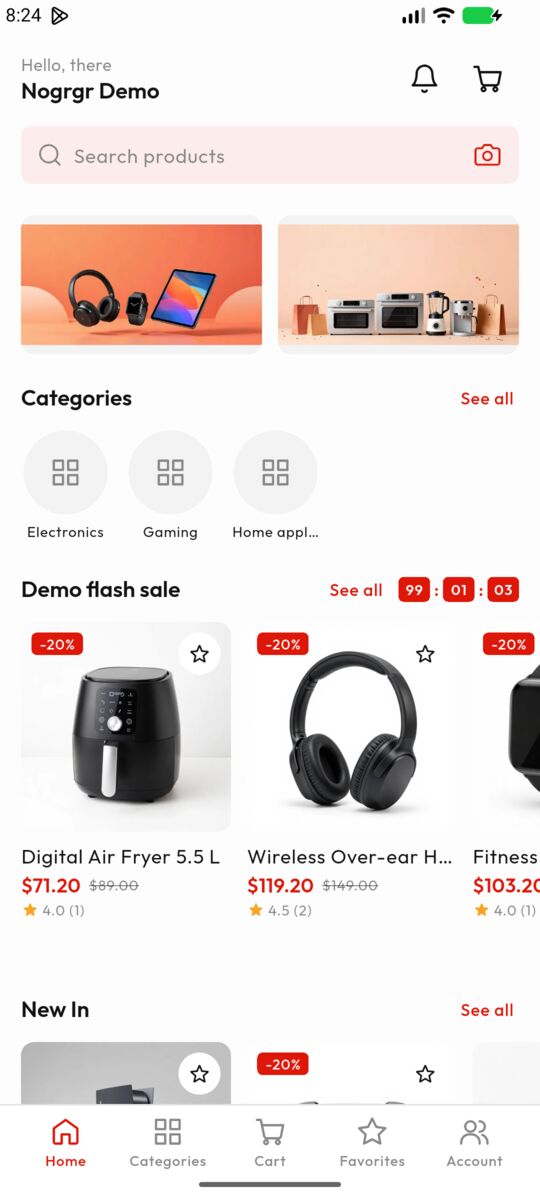 8:24
Hello, there
Nogrgr Demo
Search products
Categories
See all
Electronics
Gaming
Home appl...
Demo flash sale
See all
99 : 01 : 03
-20%
-20%
-20%
Digital Air Fryer 5.5 L
Wireless Over-ear H...
Fitness
$71.20 $89.00
$119.20 $149.00
$103.20
4.0 (1)
4.5 (2)
4.0 (1)
New In
See all
-20%
Home
Categories
Cart
Favorites
Account